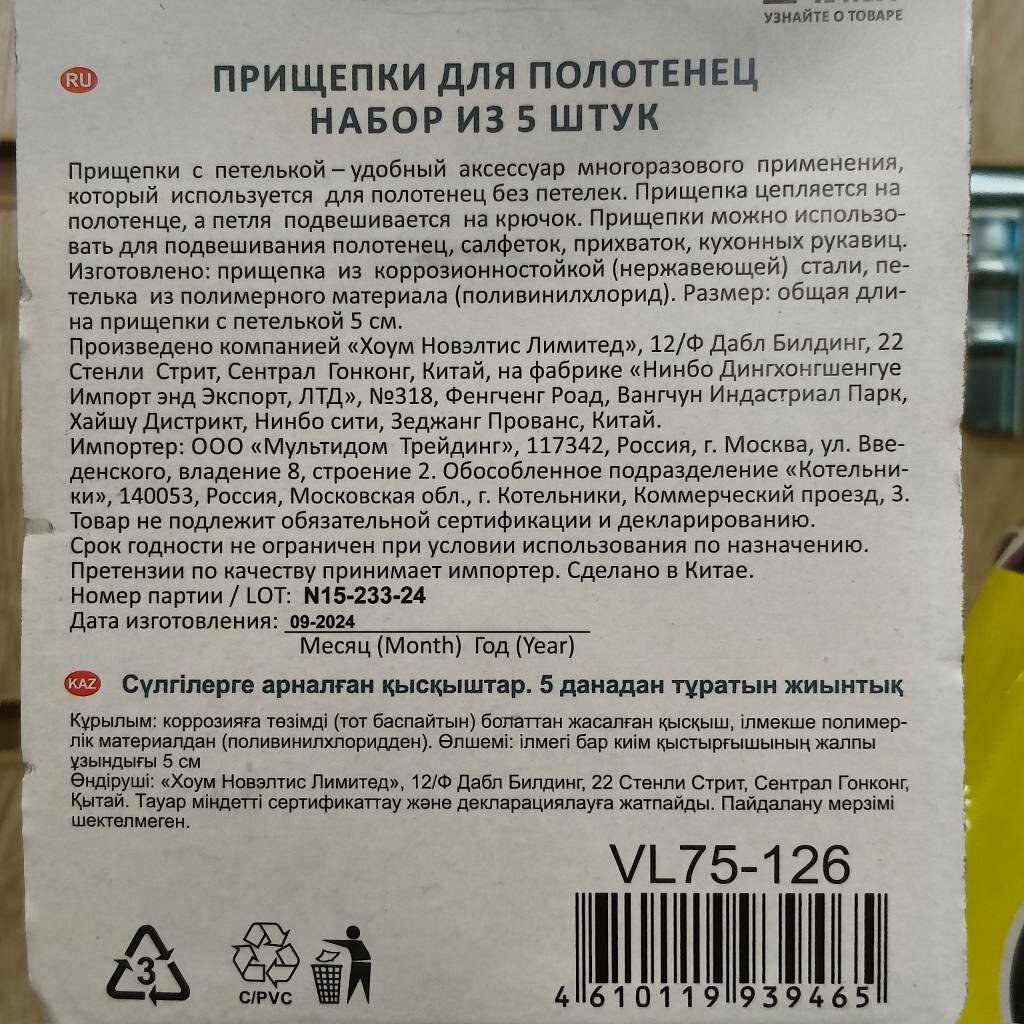 УЗНАЙТЕ О ТОВАРЕ
RU
ПРИЩЕПКИ ДЛЯ ПОЛОТЕНЕЦ
НАБОР ИЗ 5 ШТУК
Прищепки с петелькой – удобный аксессуар многоразового применения,
который используется для полотенец без петелек. Прищепка цепляется на
полотенце, а петля подвешивается на крючок. Прищепки можно использо-
вать для подвешивания полотенец, салфеток, прихваток, кухонных рукавиц.
Изготовлено: прищепка из коррозионностойкой (нержавеющей) стали, пе-
телька из полимерного материала (поливинилхлорид). Размер: общая дли-
на прищепки с петелькой 5 см.
Произведено компанией «Хоум Новэлтис Лимитед», 12/Ф Дабл Билдинг, 22
Стенли Стрит, Сентрал Гонконг, Китай, на фабрике «Нинбо Дингхонгшенгуе
Импорт энд Экспорт, ЛТД», №318, Фенгченг Роад, Вангчун Индастриал Парк,
Хайшу Дистрикт, Нинбо сити, Зеджанг Прованс, Китай.
Импортер: ООО «Мультидом Трейдинг», 117342, Россия, г. Москва, ул. Вве-
денского, владение 8, строение 2. Обособленное подразделение «Котельни-
ки», 140053, Россия, Московская обл., г. Котельники, Коммерческий проезд, 3.
Товар не подлежит обязательной сертификации и декларированию.
Срок годности не ограничен при условии использования по назначению.
Претензии по качеству принимает импортер. Сделано в Китае.
Номер партии / LOT: N15-233-24
Дата изготовления: 09-2024
Месяц (Month) Год (Year)
KAZ Сүлгілерге арналған қысқыштар. 5 данадан тұратын жиынтық
Құрылым: коррозияға төзімді (тот баспайтын) болаттан жасалған қысқыш, ілмекше полимер-
лік материалдан (поливинилхлоридден). Өлшемі: ілмегі бар киім қыстырғышының жалпы
ұзындығы 5 см
Өндіруші: «Хоум Новэлтис Лимитед», 12/Ф Дабл Билдинг, 22 Стенли Стрит, Сентрал Гонконг,
Қытай. Тауар міндетті сертификаттау және декларациялауға жатпайды. Пайдалану мерзімі
шектелмеген.
VL75-126
3
C/PVC
4 610119 939465